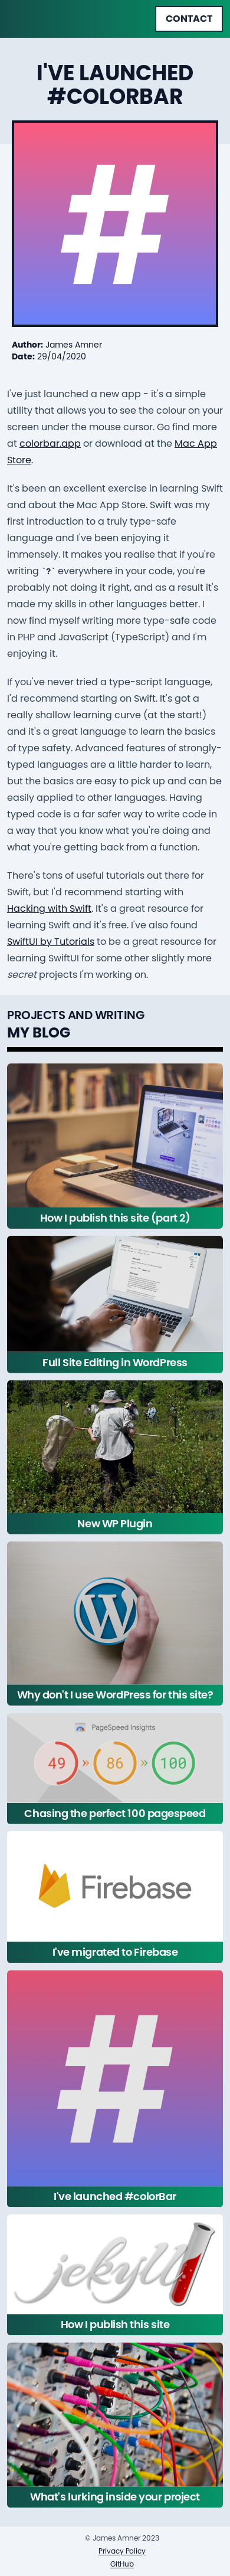 CONTACT
I'VE LAUNCHED
#COLORBAR
#
Author: James Amner
Date: 29/04/2020
I've just launched a new app - it's a simple
utility that allows you to see the colour on your
screen under the mouse cursor. Go find more
at colorbar.app or download at the Mac App
Store.
It's been an excellent exercise in learning Swift
and about the Mac App Store. Swift was my
first introduction to a truly type-safe
language and I've been enjoying it
immensely. It makes you realise that if you're
writing `?` everywhere in your code, you're
probably not doing it right, and as a result it's
made my skills in other languages better. I
now find myself writing more type-safe code
in PHP and JavaScript (TypeScript) and I'm
enjoying it.
If you've never tried a type-script language,
I'd recommend starting on Swift. It's got a
really shallow learning curve (at the start!)
and it's a great language to learn the basics
of type safety. Advanced features of strongly-
typed languages are a little harder to learn,
but the basics are easy to pick up and can be
easily applied to other languages. Having
typed code is a far safer way to write code in
a way that you know what you're doing and
what you're getting back from a function.
There's tons of useful tutorials out there for
Swift, but I'd recommend starting with
Hacking with Swift. It's a great resource for
learning Swift and it's free. I've also found
SwiftUI by Tutorials to be a great resource for
learning SwiftUI for some other slightly more
secret projects I'm working on.
PROJECTS AND WRITING
MY BLOG
How I publish this site (part 2)
Full Site Editing in WordPress
New WP Plugin
W
Why don't I use WordPress for this site?
PageSpeed Insights
49 » 86 » 100
Chasing the perfect 100 pagespeed
Firebase
I've migrated to Firebase
#
I've launched #colorBar
jekyll
How I publish this site
What's lurking inside your project
© James Amner 2023
Privacy Policy
GitHub